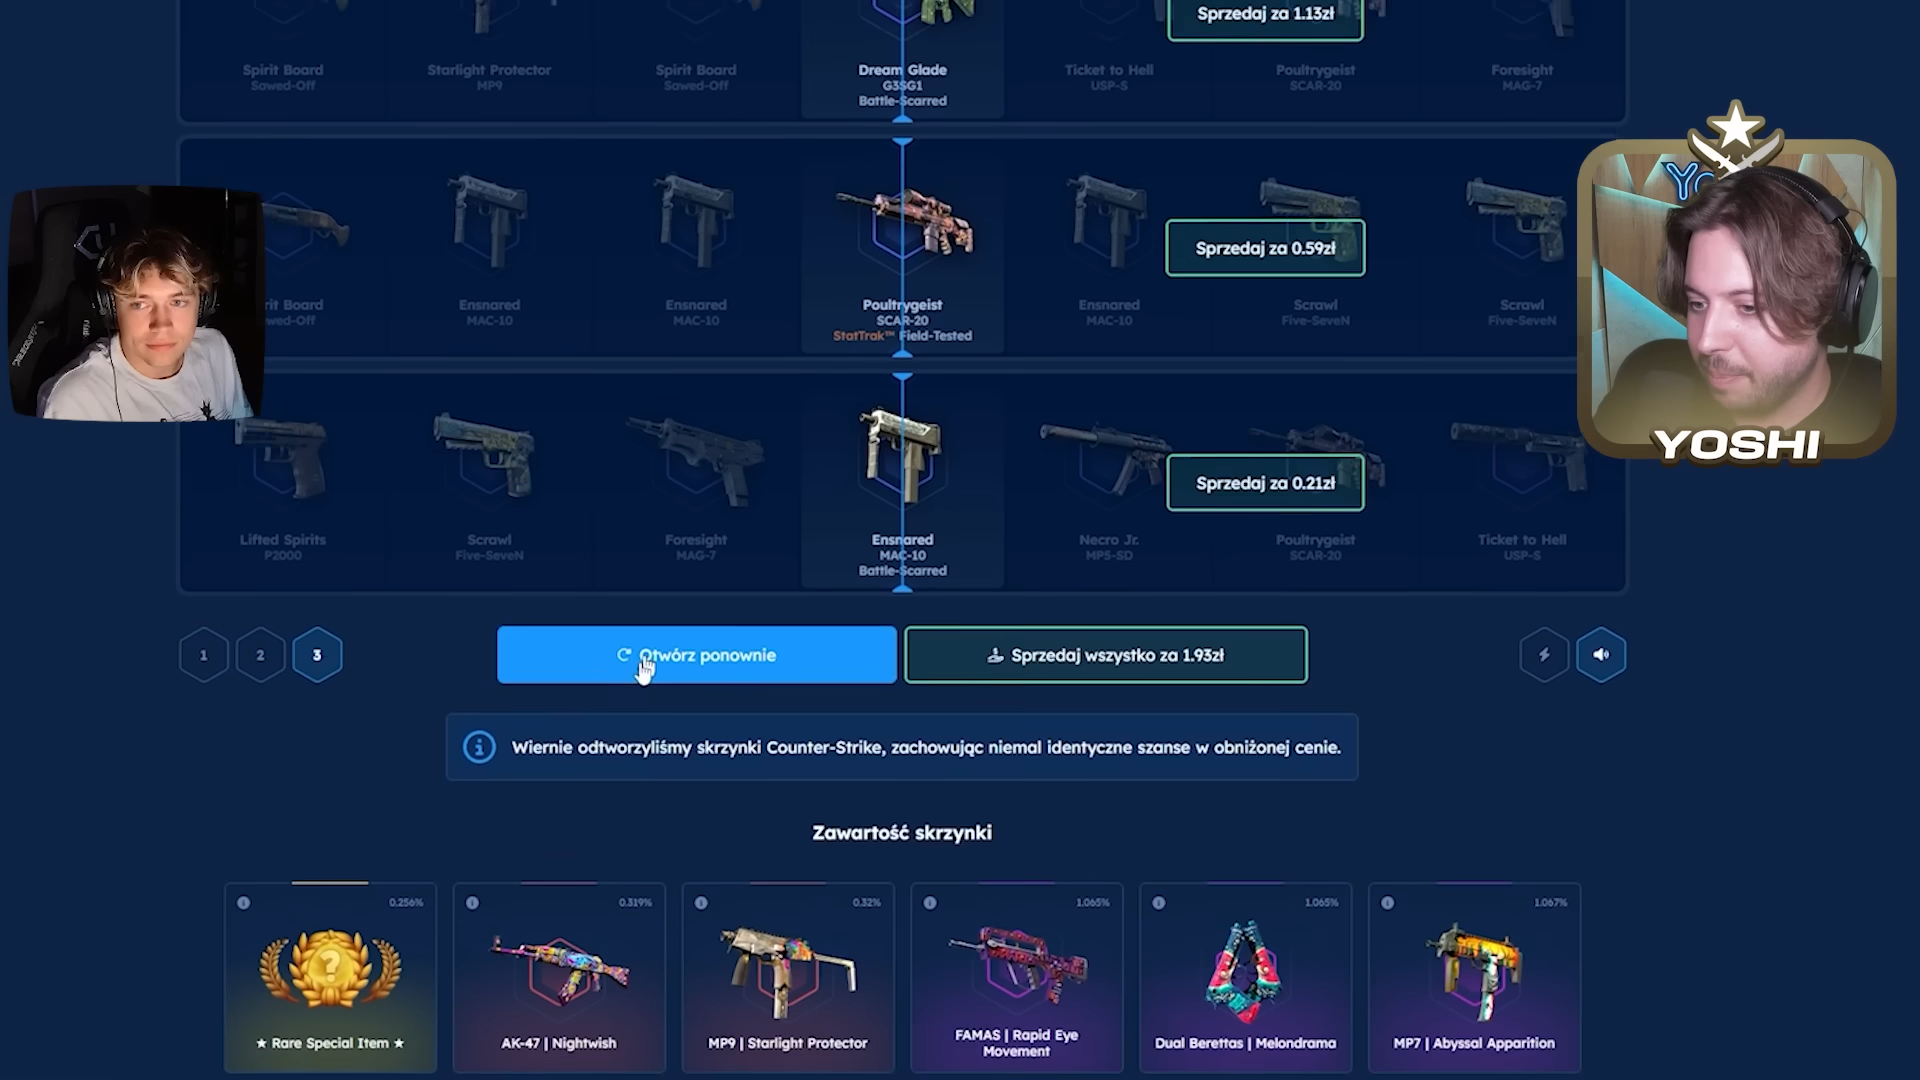 Sprzedaj za 1.13zł
Spirit Board
Sawed-Off
Starlight Protector
MP9
Spirit Board
Sawed-Off
Dream Glade
G3SG1
Battle-Scarred
Ticket to Hell
USP-S
Poultrygeist
SCAR-20
Foresight
MAG-7
Sprzedaj za 0.59zł
rit Board
wed-Off
Ensnared
MAC-10
Ensnared
MAC-10
Poultrygeist
SCAR-20
StatTrak™ Field-Tested
Ensnared
MAC-10
Scrawl
Five-SeveN
Scrawl
Five-SeveN
YOSHI
Sprzedaj za 0.21zł
Lifted Spirits
P2000
Scrawl
Five-SeveN
Foresight
MAG-7
Ensnared
MAC-10
Battle-Scarred
Necro Jr.
MP5-SD
Poultrygeist
SCAR-20
Ticket to Hell
USP-S
1
2
3
Otwórz ponownie
Sprzedaj wszystko za 1.93zł
Wiernie odtworzyliśmy skrzynki Counter-Strike, zachowując niemal identyczne szanse w obniżonej cenie.
Zawartość skrzynki
0.256%
0.319%
0.32%
1.065%
1.065%
1.067%
★ Rare Special Item ★
AK-47 | Nightwish
MP9 | Starlight Protector
FAMAS | Rapid Eye
Movement
Dual Berettas | Melondrama
MP7 | Abyssal Apparition